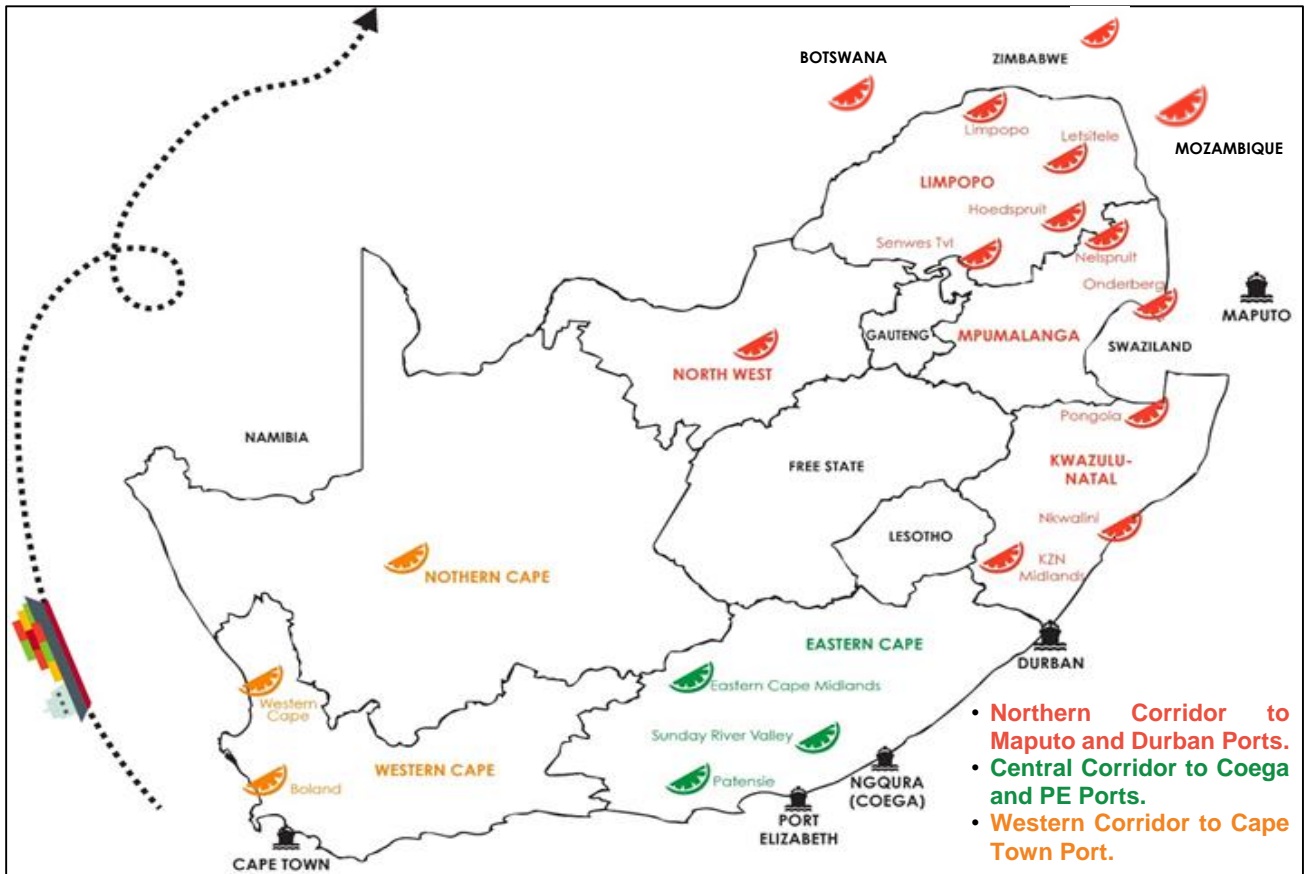 BOTSWANA
ZIMBABWE
MOZAMBIQUE
Limpopo
Letsitele
LIMPOPO
Hoedspruit
Senwes Tvt
Nelspruit
Onderberg
MAPUTO
GAUTENG
MPUMALANGA
SWAZILAND
NORTH WEST
Pongola
NAMIBIA
FREE STATE
KWAZULU-
NATAL
Nkwalini
LESOTHO
KZN
Midlands
NOTHERN CAPE
EASTERN CAPE
DURBAN
Eastern Cape Midlands
Western
Cape
Sunday River Valley
WESTERN CAPE
Patensie
Boland
NGQURA
(COEGA)
PORT
ELIZABETH
CAPE TOWN
• Northern Corridor to
Maputo and Durban Ports.
• Central Corridor to Coega
and PE Ports.
• Western Corridor to Cape
Town Port.